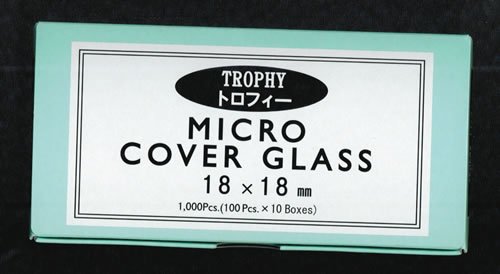 TROPHY
トロフィー
MICRO
COVER GLASS
18 × 18 mm
1,000Pcs.(100 Pcs. × 10 Boxes)